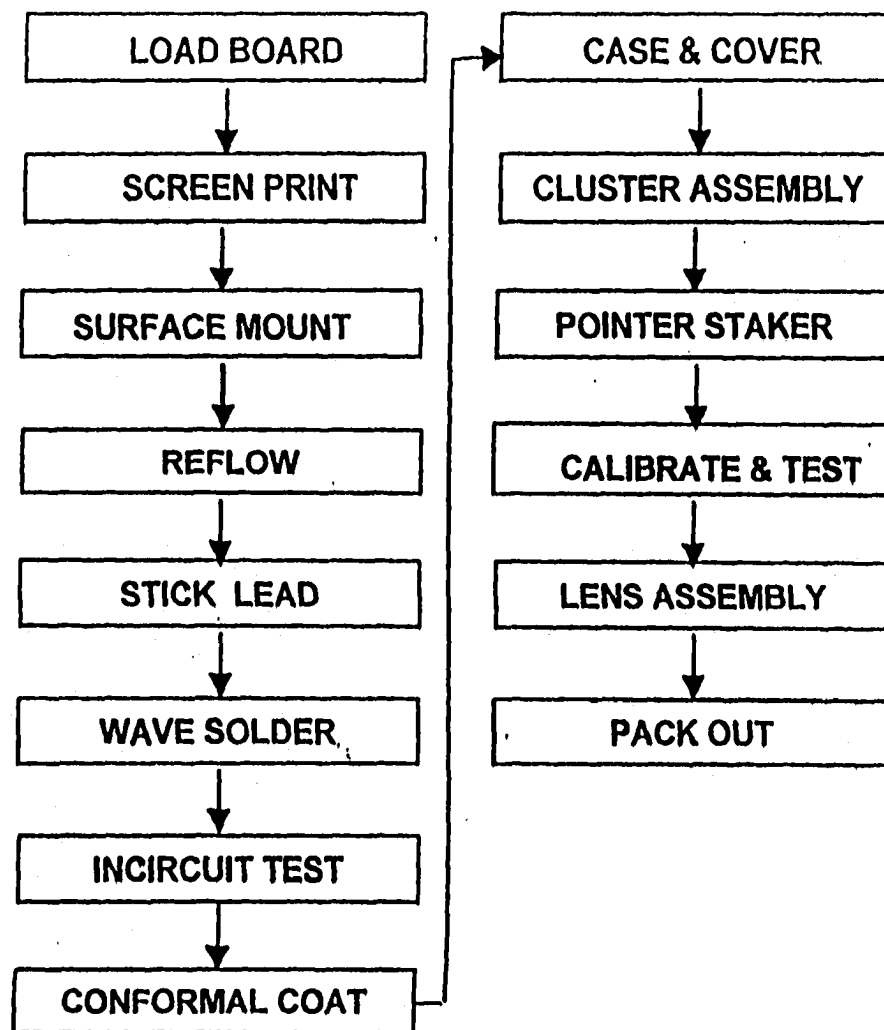 LOAD BOARD
SCREEN PRINT
SURFACE MOUNT
REFLOW
STICK LEAD
WAVE SOLDER
INCIRCUIT TEST
CONFORMAL COAT
CASE & COVER
CLUSTER ASSEMBLY
POINTER STAKER
CALIBRATE & TEST
LENS ASSEMBLY
PACK OUT